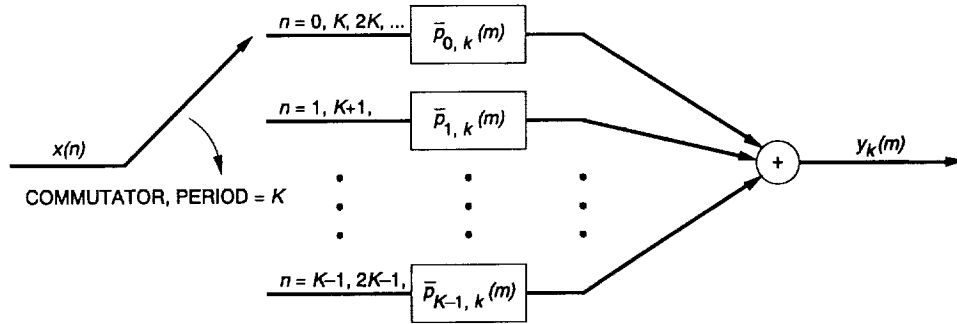 n = 0, K, 2K, ...
p̅0, k (m)
n = 1, K+1,
p̅1, k (m)
x(n)
+
yk(m)
COMMUTATOR, PERIOD = K
n = K–1, 2K–1,
p̅K–1, k (m)